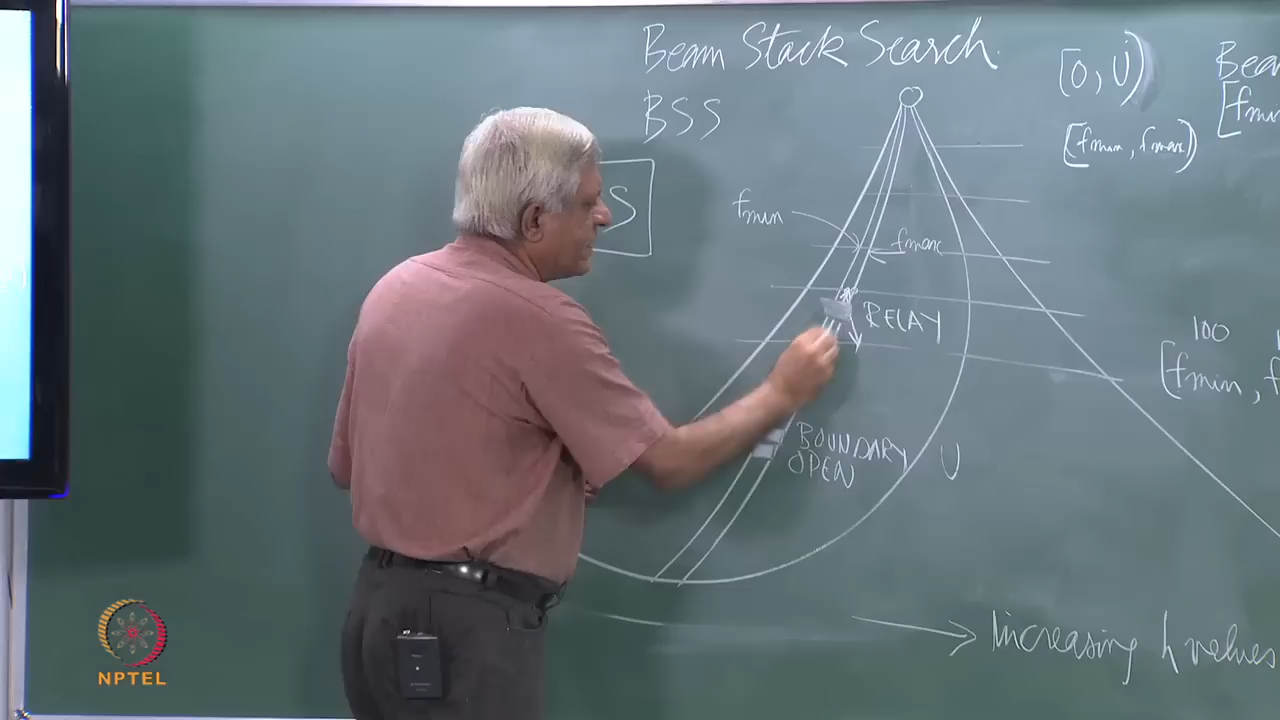 Beam Stack Search
BSS
[0, U)
[fmin, fmax)
Bea
[fmin
S
fmin
fmax
RELAY
100
[fmin, f
BOUNDARY
OPEN
U
Increasing h values
NPTEL